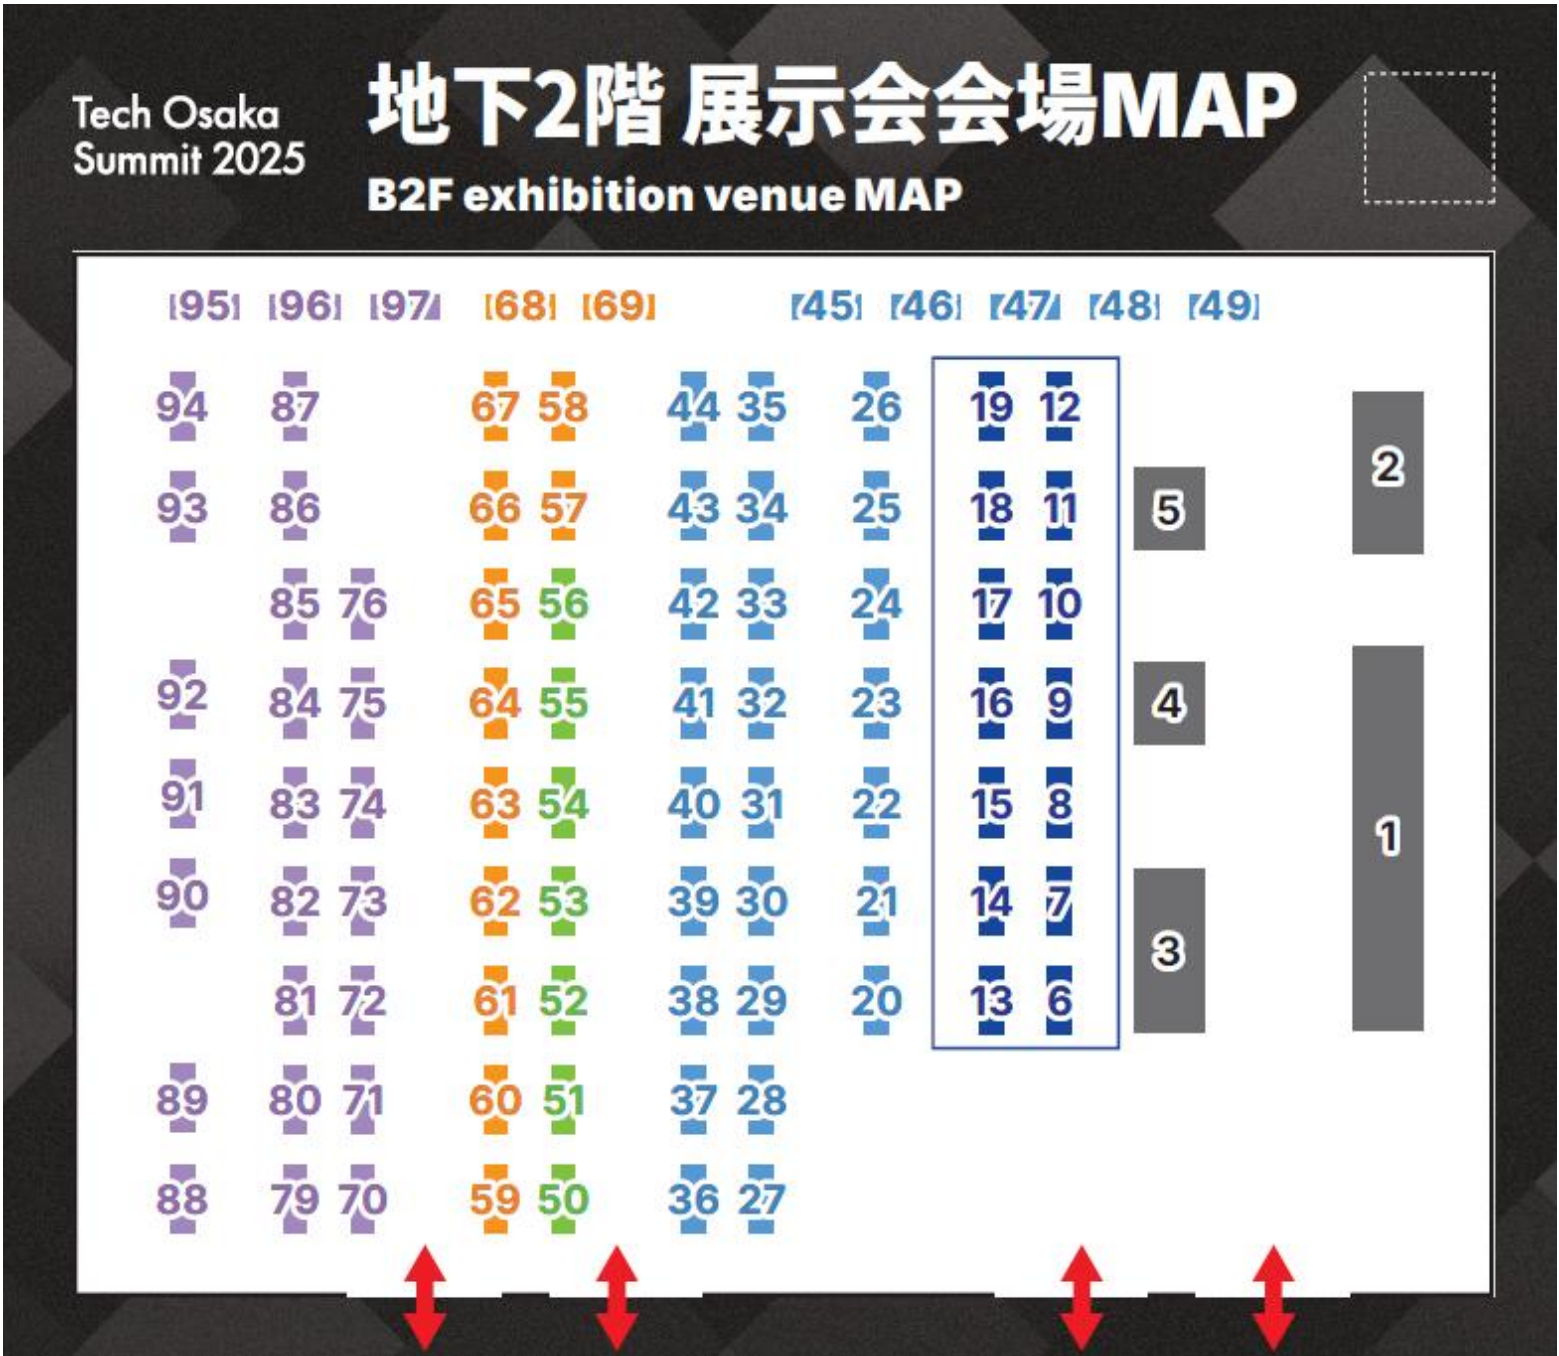 Tech Osaka
Summit 2025
地下2階 展示会会場MAP
B2F exhibition venue MAP
95 96 97 68 69 45 46 47 48 49
94 87 67 58 44 35 26 19 12
2
93 86 66 57 43 34 25 18 11 5
85 76 65 56 42 33 24 17 10
92 84 75 64 55 41 32 23 16 9 4
91 83 74 63 54 40 31 22 15 8
1
90 82 73 62 53 39 30 21 14 7
3
81 72 61 52 38 29 20 13 6
89 80 71 60 51 37 28
88 79 70 59 50 36 27